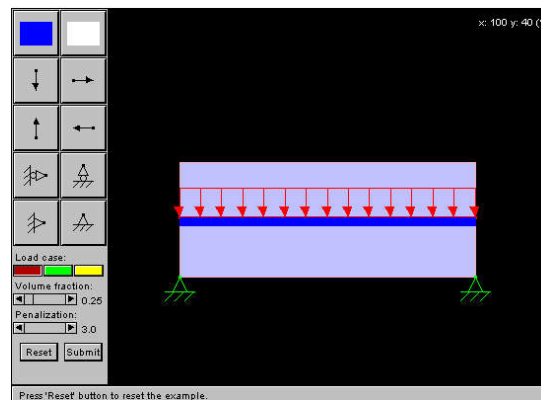 x: 100 y: 40 (
Load case:
Volume fraction:
0.25
Penalization:
3.0
Reset Submit
Press 'Reset' button to reset the example.